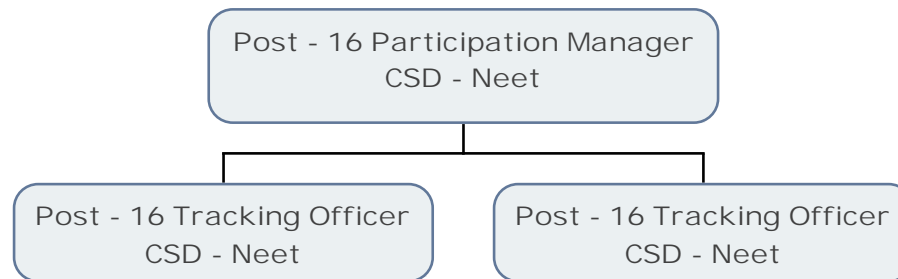 Post - 16 Participation Manager
CSD - Neet
Post - 16 Tracking Officer
CSD - Neet
Post - 16 Tracking Officer
CSD - Neet